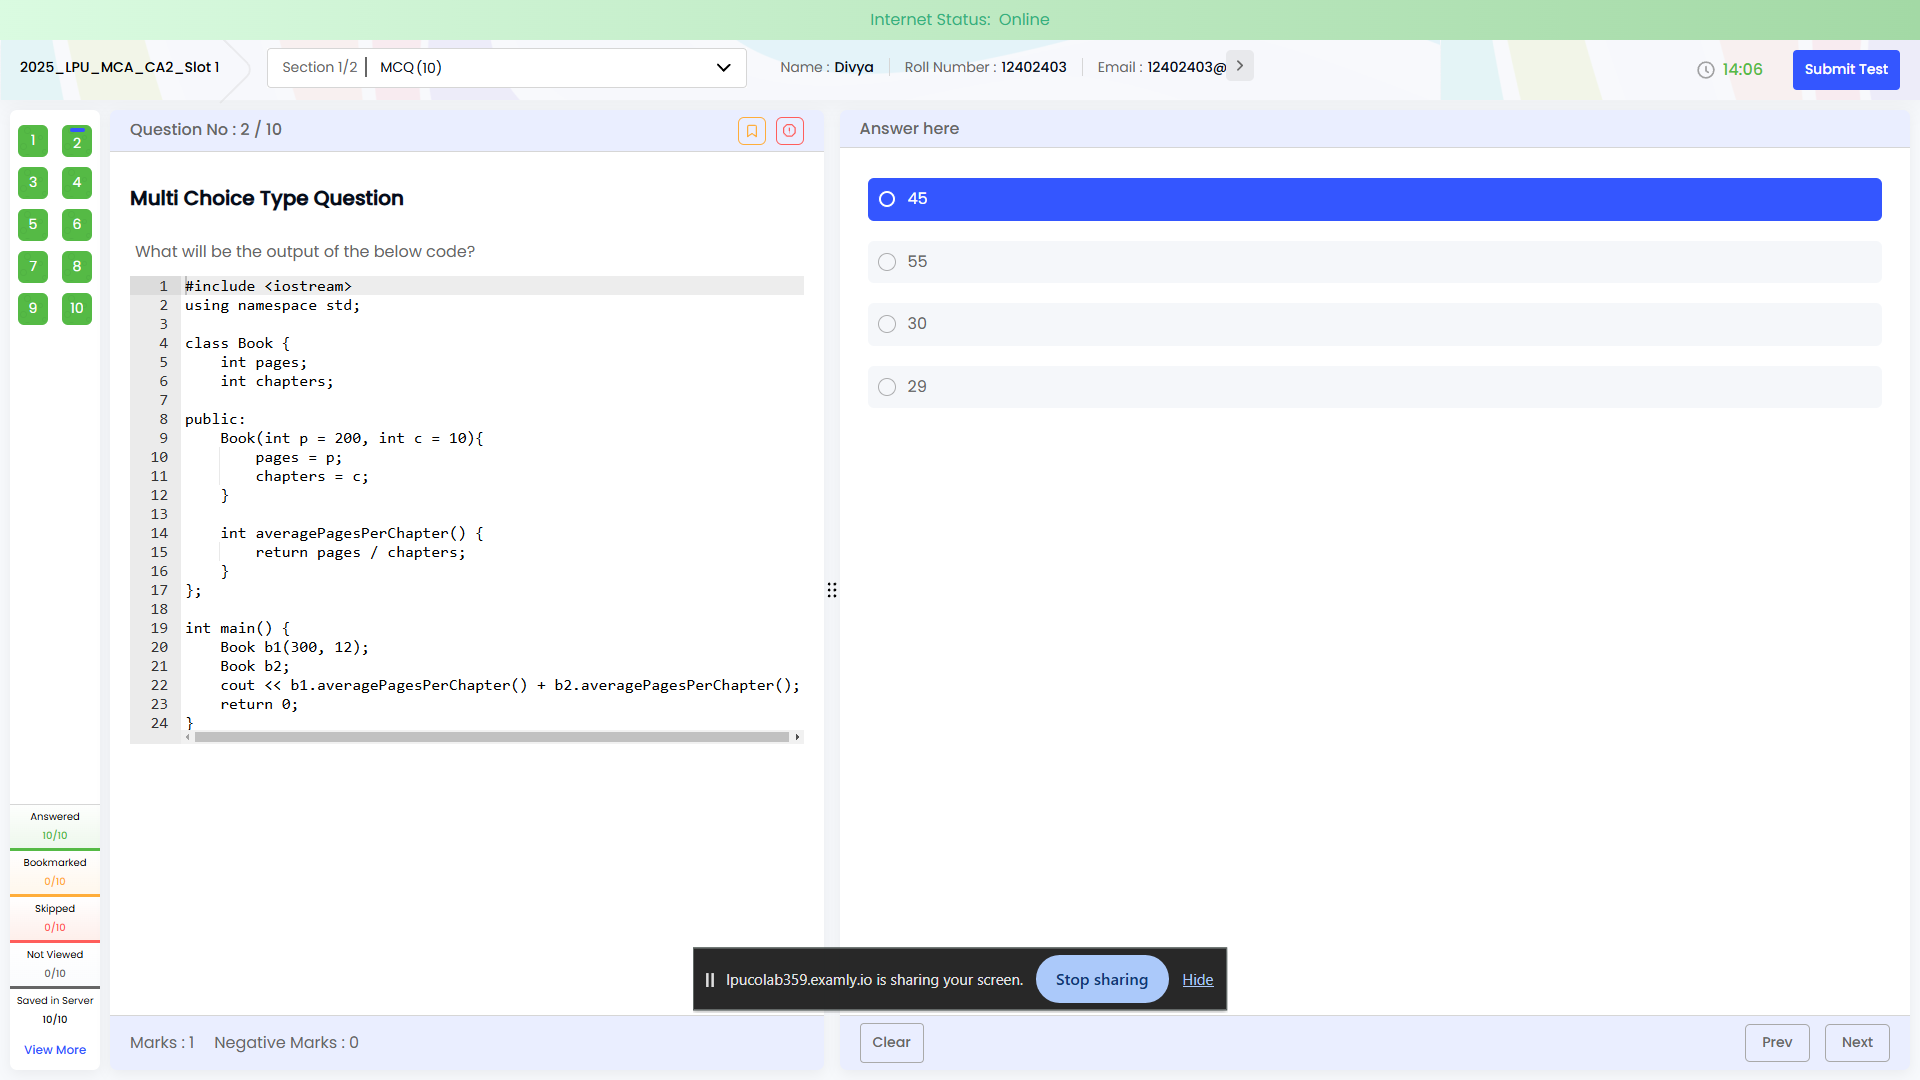 Internet Status: Online
2025_LPU_MCA_CA2_Slot 1
Section 1/2 | MCQ (10)
Name : Divya
Roll Number : 12402403
Email : 12402403@
14:06
Submit Test
1 2
3 4
5 6
7 8
9 10
Question No : 2 / 10
Multi Choice Type Question
What will be the output of the below code?
1 #include <iostream>
2 using namespace std;
3
4 class Book {
5     int pages;
6     int chapters;
7
8 public:
9     Book(int p = 200, int c = 10){
10         pages = p;
11         chapters = c;
12     }
13
14     int averagePagesPerChapter() {
15         return pages / chapters;
16     }
17 };
18
19 int main() {
20     Book b1(300, 12);
21     Book b2;
22     cout << b1.averagePagesPerChapter() + b2.averagePagesPerChapter();
23     return 0;
24 }
Answer here
45
55
30
29
Answered
10/10
Bookmarked
0/10
Skipped
0/10
Not Viewed
0/10
Saved in Server
10/10
View More
lpucolab359.examly.io is sharing your screen.
Stop sharing
Hide
Marks : 1
Negative Marks : 0
Clear
Prev
Next